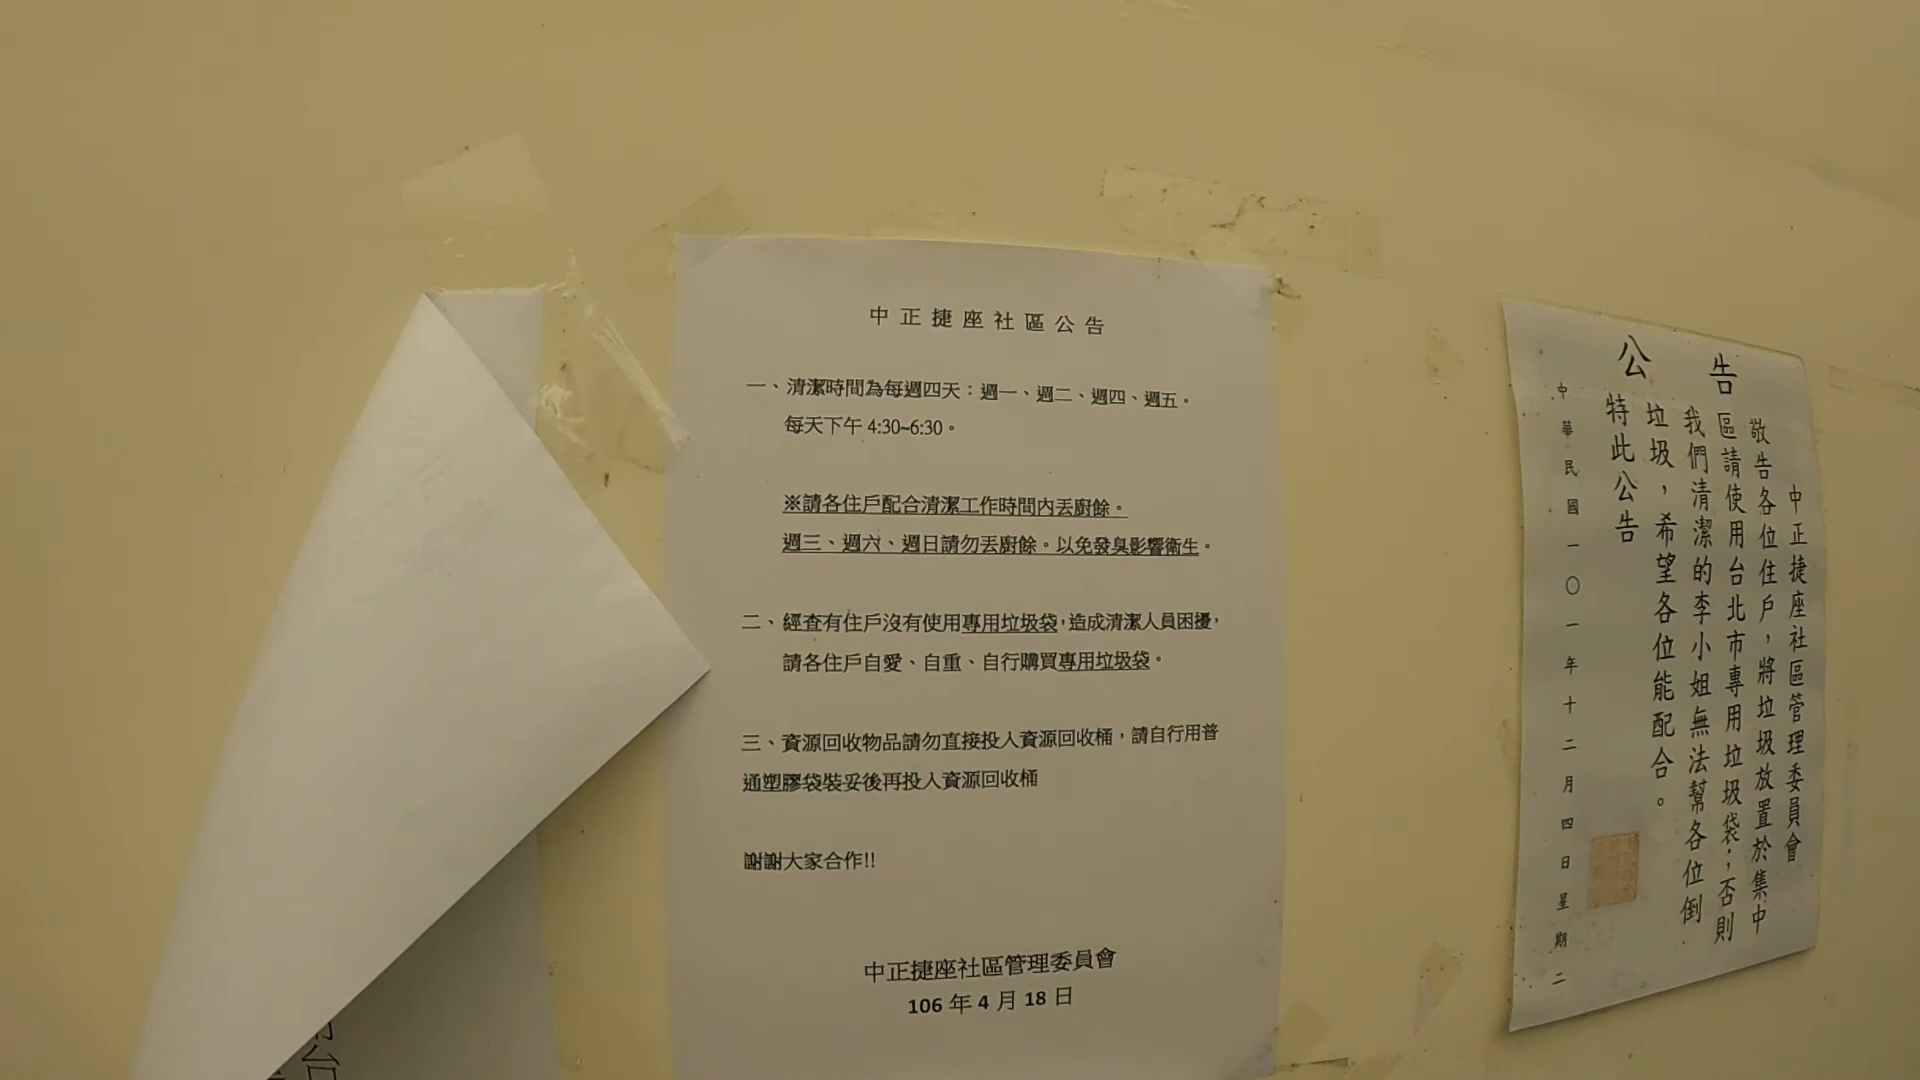 中正捷座社區公告
一、清潔時間為每週四天：週一、週二、週四、週五。
每天下午 4:30~6:30。
※請各住戶配合清潔工作時間內丟廚餘。
週三、週六、週日請勿丟廚餘。以免發臭影響衛生。
二、經查有住戶沒有使用專用垃圾袋，造成清潔人員困擾，
請各住戶自愛、自重、自行購買專用垃圾袋。
三、資源回收物品請勿直接投入資源回收桶，請自行用普
通塑膠袋裝妥後再投入資源回收桶
謝謝大家合作!!
中正捷座社區管理委員會
106 年 4 月 18 日
公告
中正捷座社區管理委員會
敬告各位住戶，將垃圾放置於集中
區請使用台北市專用垃圾袋；否則
我們清潔的李小姐無法幫各位倒
垃圾，希望各位能配合。
特此公告
中華民國一〇一年十二月四日星期二
台